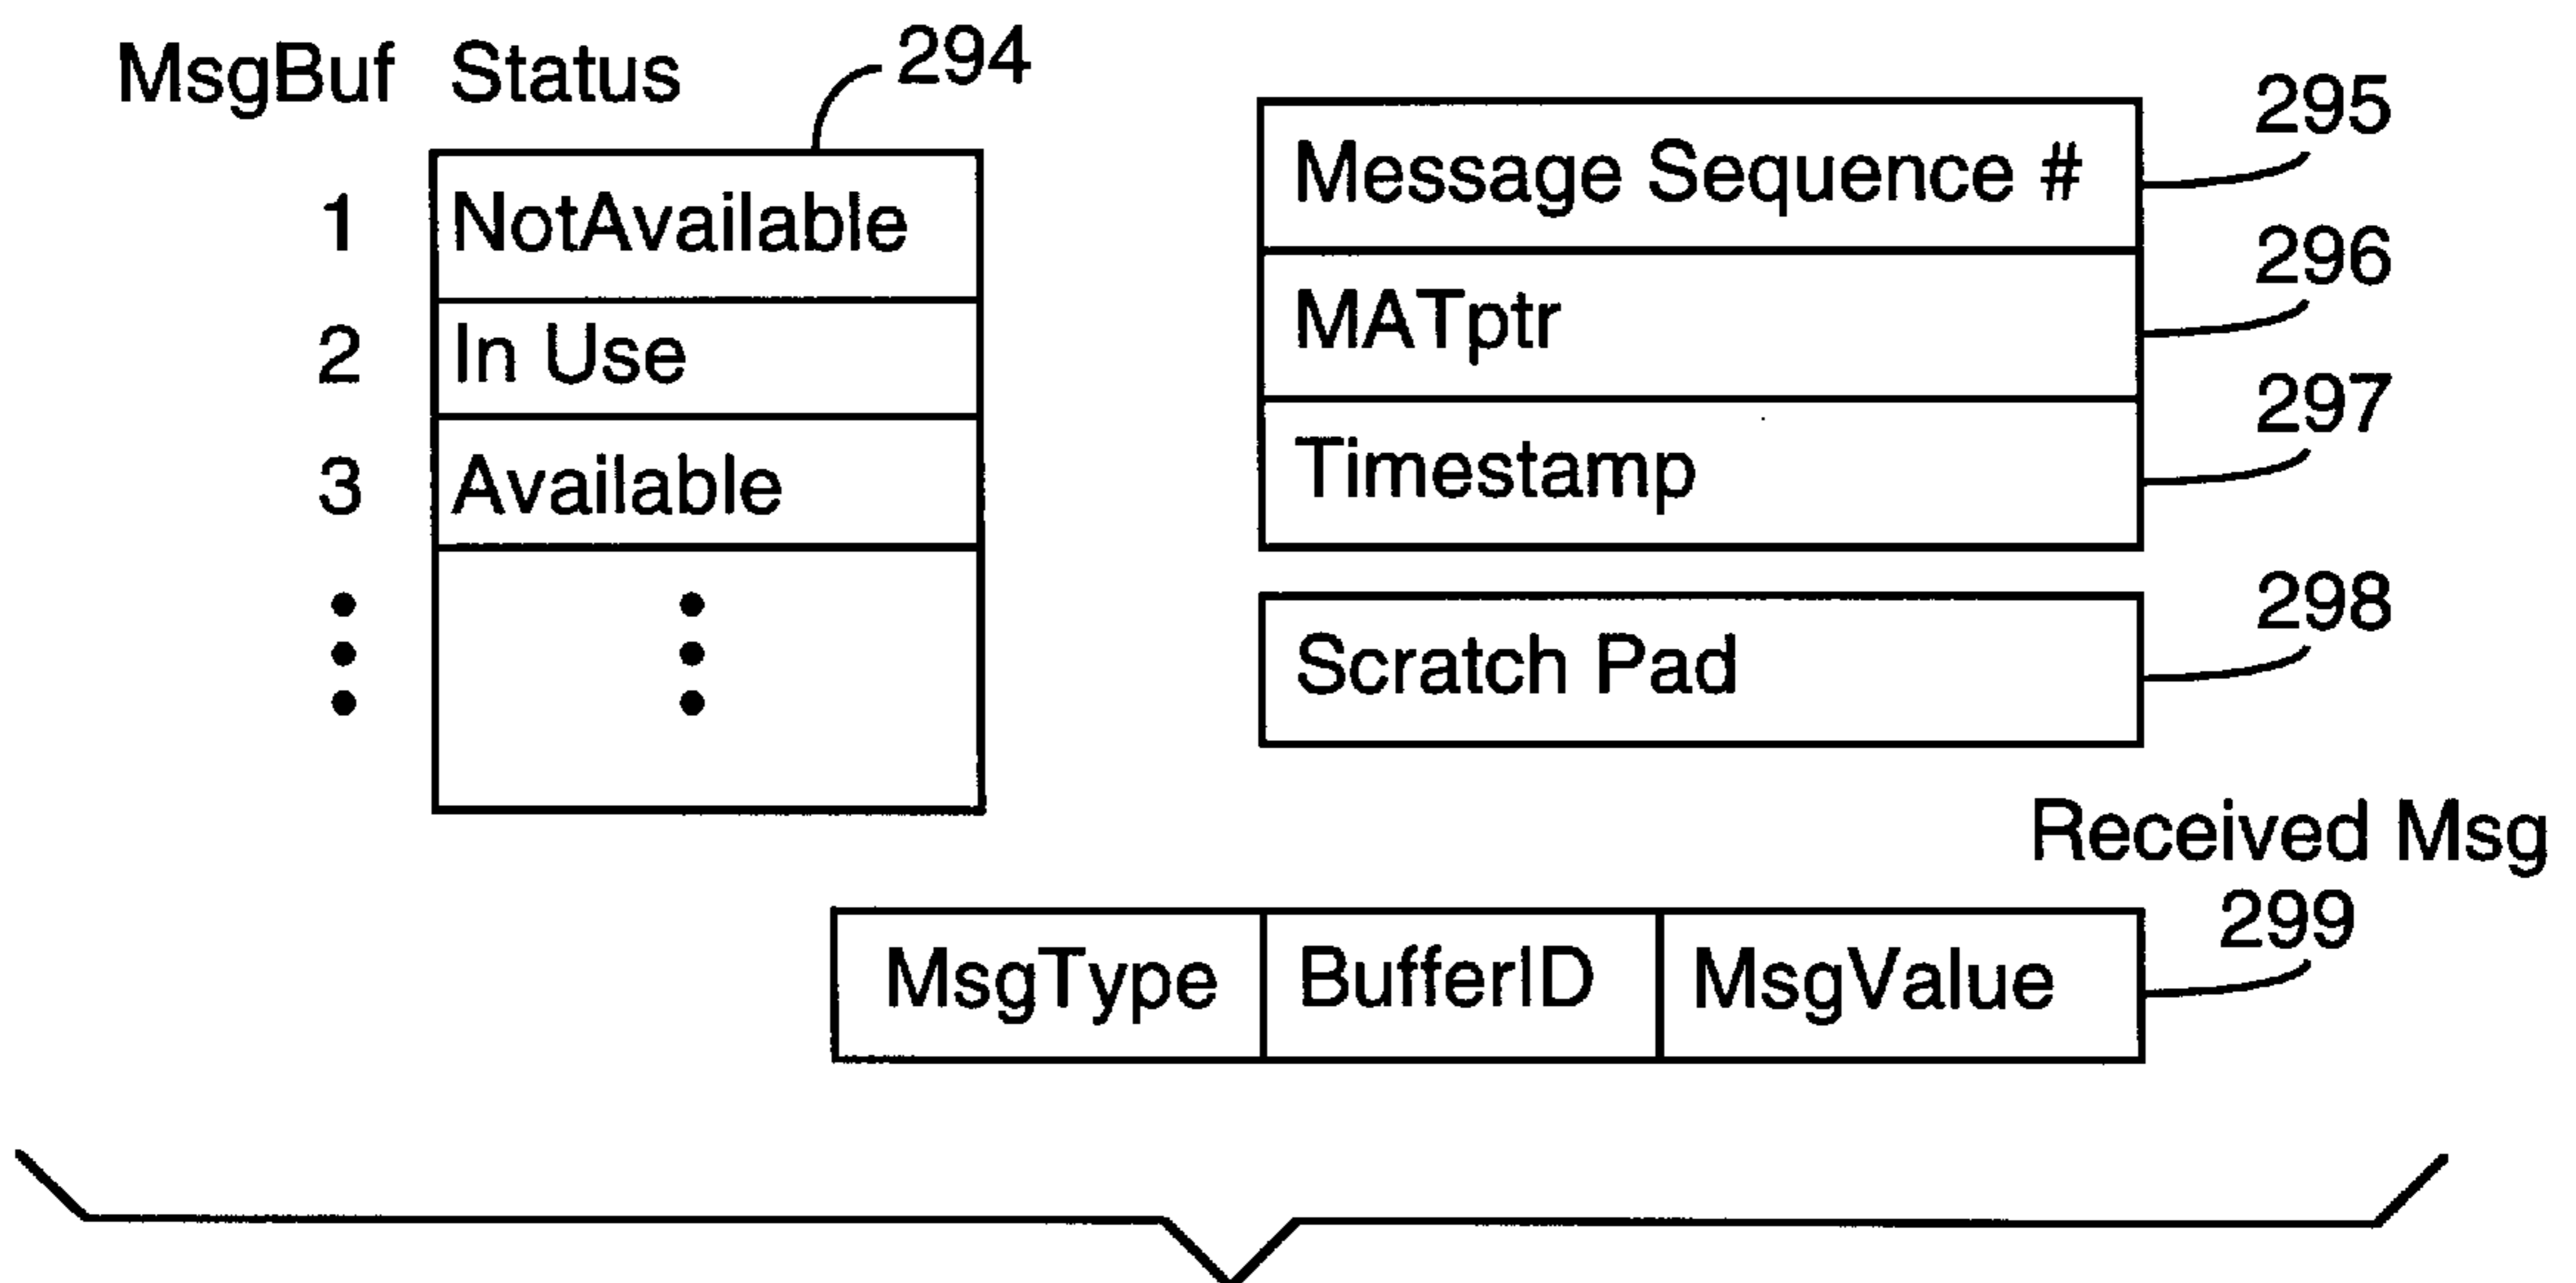 MsgBuf Status 294
1 NotAvailable
2 In Use
3 Available
Message Sequence # 295
MATptr 296
Timestamp 297
Scratch Pad 298
Received Msg
299
MsgType BufferID MsgValue